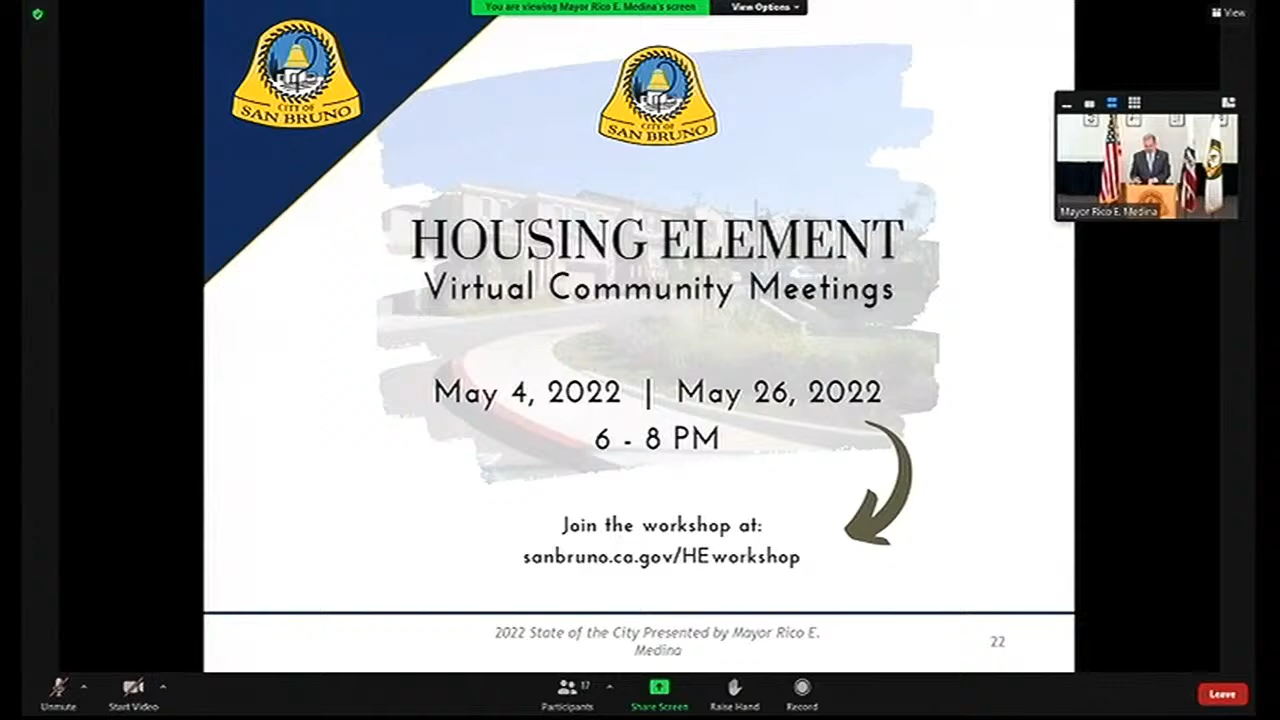 You are viewing Mayor Rico E. Medina's screen
View Options
View
CITY OF
SAN BRUNO
CITY OF
SAN BRUNO
Mayor Rico E. Medina
HOUSING ELEMENT
Virtual Community Meetings
May 4, 2022 | May 26, 2022
6 - 8 PM
Join the workshop at:
sanbruno.ca.gov/HEworkshop
2022 State of the City Presented by Mayor Rico E.
Medina
22
Unmute
Start Video
17
Participants
Share Screen
Raise Hand
Record
Leave